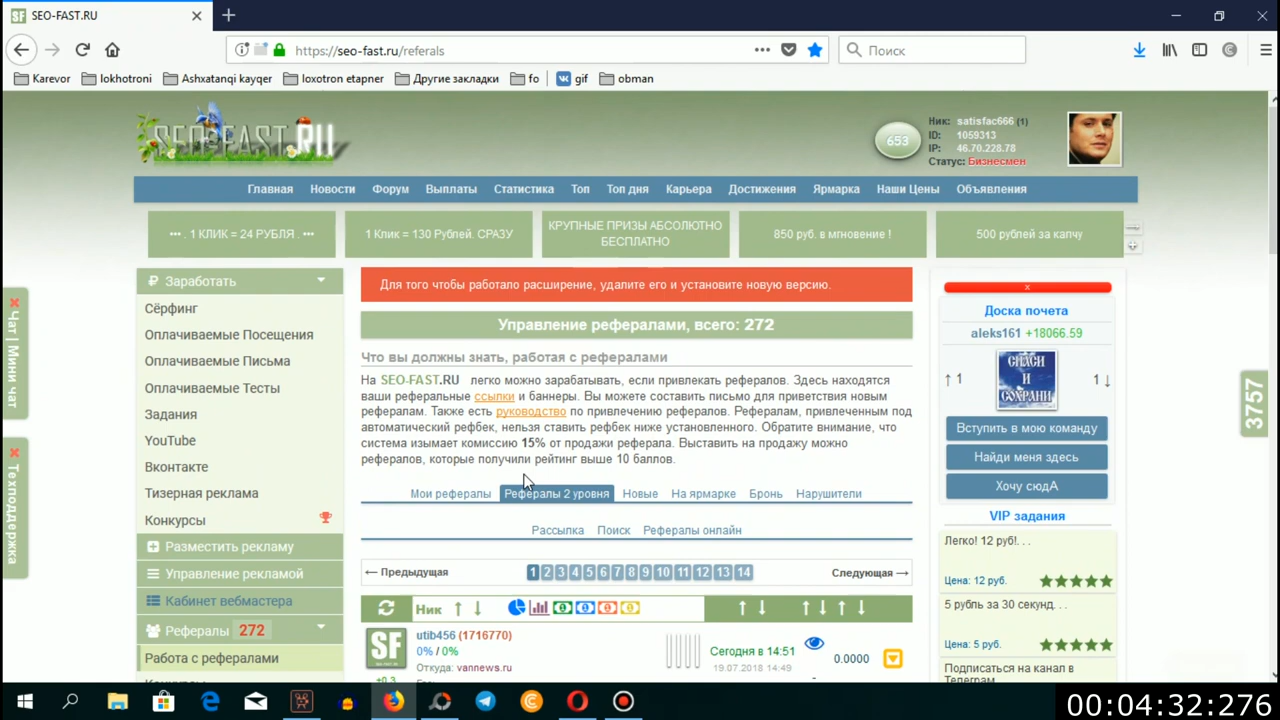 SEO-FAST.RU
https://seo-fast.ru/referals
Поиск
Karevor
lokhotroni
Ashxatanqi kayqer
loxotron etapner
Другие закладки
fo
gif
obman
SEO-FAST.RU
653
Ник: satisfac666 (1)
ID: 1059313
IP: 46.70.228.78
Статус: Бизнесмен
Главная Новости Форум Выплаты Статистика Топ Топ дня Карьера Достижения Ярмарка Наши Цены Объявления
••• . 1 КЛИК = 24 РУБЛЯ . •••
1 Клик = 130 Рублей. СРАЗУ
КРУПНЫЕ ПРИЗЫ АБСОЛЮТНО
БЕСПЛАТНО
850 руб. в мгновение !
500 рублей за капчу
Чат | Мини чат
Техподдержка
Заработать
Сёрфинг
Оплачиваемые Посещения
Оплачиваемые Письма
Оплачиваемые Тесты
Задания
YouTube
Вконтакте
Тизерная реклама
Конкурсы
Разместить рекламу
Управление рекламой
Кабинет вебмастера
Рефералы 272
Работа с рефералами
Для того чтобы работало расширение, удалите его и установите новую версию.
Управление рефералами, всего: 272
Что вы должны знать, работая с рефералами
На SEO-FAST.RU легко можно зарабатывать, если привлекать рефералов. Здесь находятся
ваши реферальные ссылки и баннеры. Вы можете составить письмо для приветствия новым
рефералам. Также есть руководство по привлечению рефералов. Рефералам, привлеченным под
автоматический рефбек, нельзя ставить рефбек ниже установленного. Обратите внимание, что
система изымает комиссию 15% от продажи реферала. Выставить на продажу можно
рефералов, которые получили рейтинг выше 10 баллов.
Мои рефералы Рефералы 2 уровня Новые На ярмарке Бронь Нарушители
Рассылка Поиск Рефералы онлайн
← Предыдущая 1 2 3 4 5 6 7 8 9 10 11 12 13 14 Следующая →
Ник ↑ ↓ ↑ ↓ ↑ ↓ ↑ ↓
SF
utib456 (1716770)
0% / 0%
Откуда: vannews.ru
Сегодня в 14:51
19.07.2018 14:49
0.0000
-
x
Доска почета
aleks161 +18066.59
↑ 1
СПАСИ
И
СОХРАНИ
1 ↓
Вступить в мою команду
Найди меня здесь
Хочу сюдА
VIP задания
Легко! 12 руб!. . .
Цена: 12 руб.
5 рубль за 30 секунд. . .
Цена: 5 руб.
Подписаться на канал в
Телеграм
3757
00:04:32:276